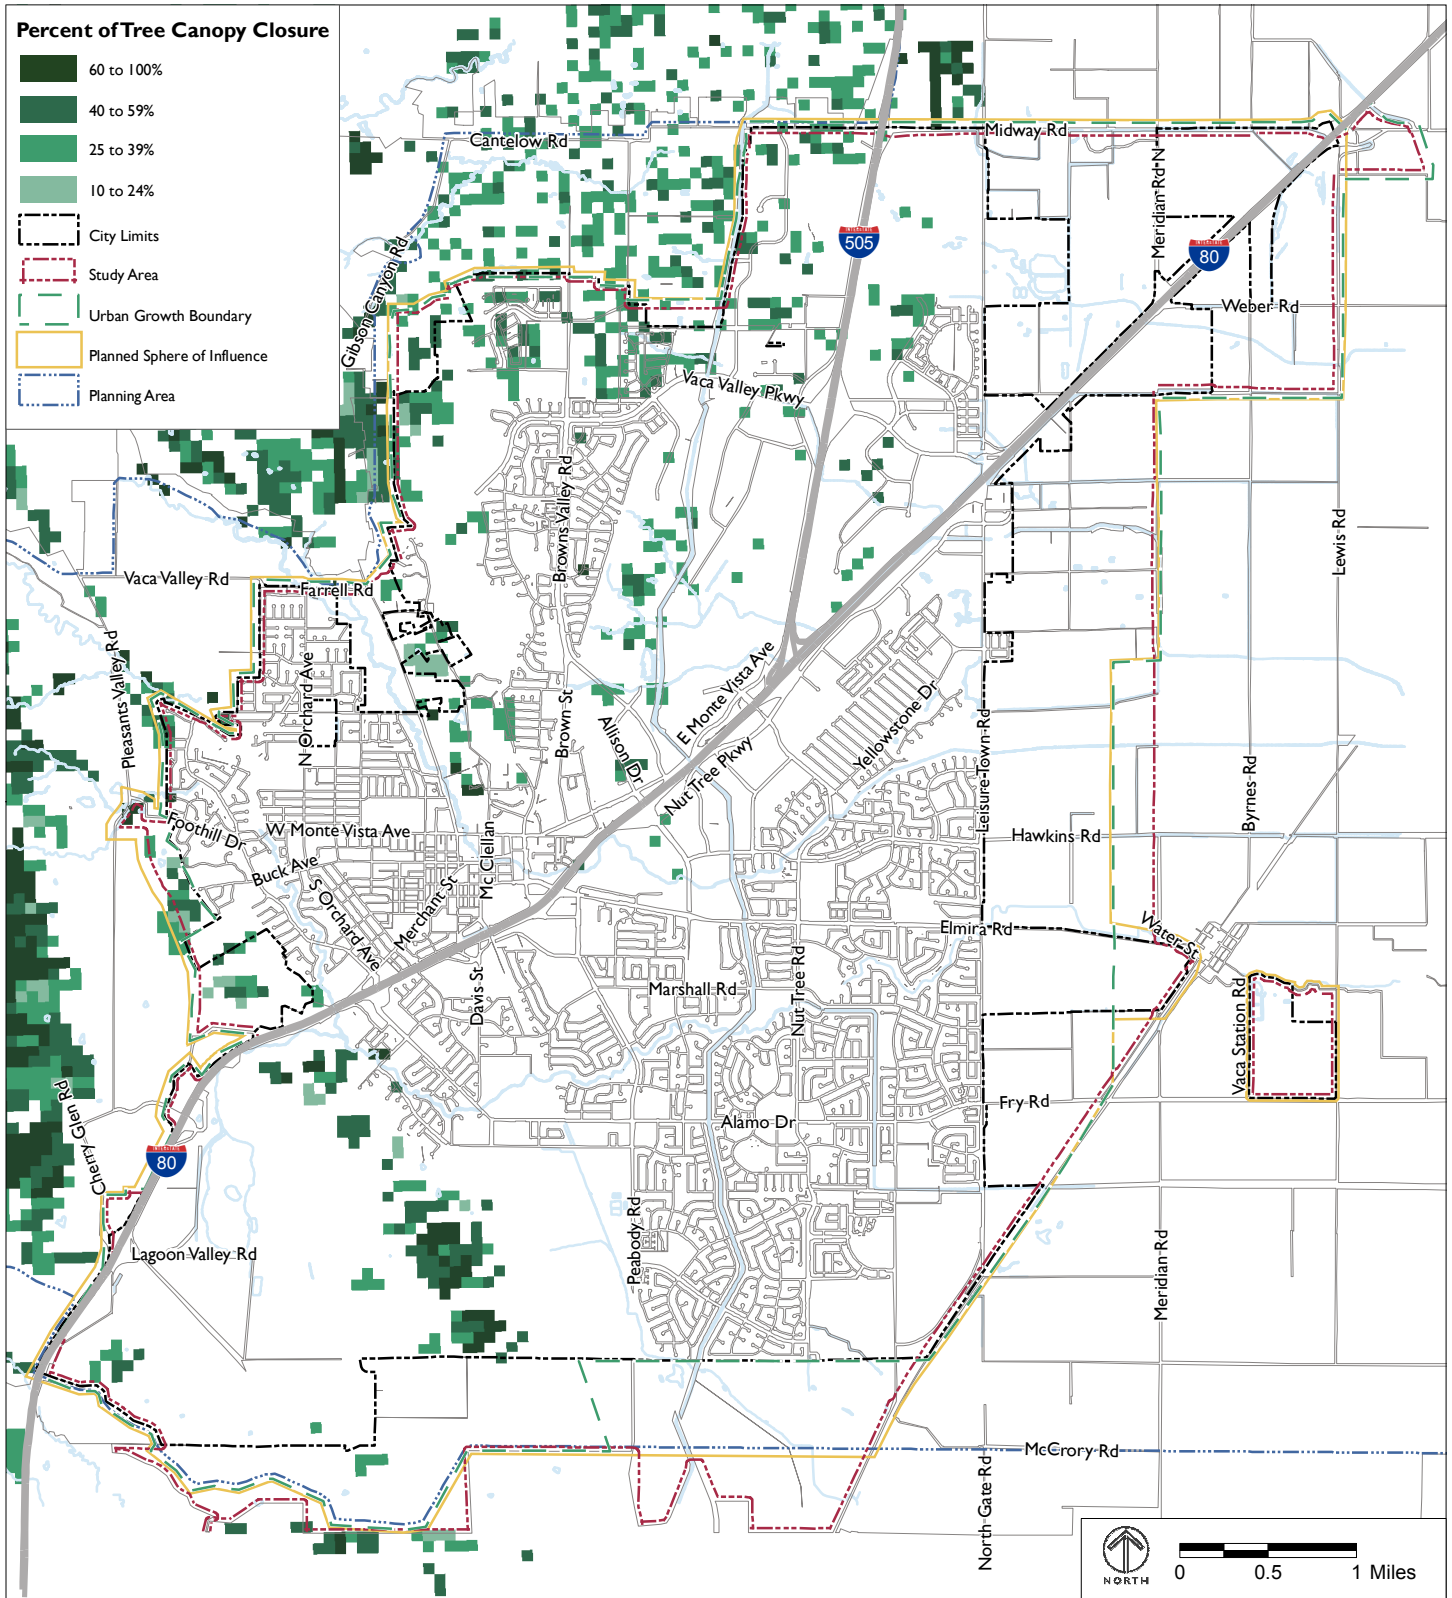 Percent of Tree Canopy Closure
60 to 100%
40 to 59%
25 to 39%
10 to 24%
City Limits
Study Area
Urban Growth Boundary
Planned Sphere of Influence
Planning Area
Cantelow Rd
Midway Rd
Meridian Rd N
Gibson Canyon Rd
INTERSTATE
505
INTERSTATE
80
Weber Rd
Vaca Valley Pkwy
Browns Valley Rd
Lewis Rd
Vaca Valley Rd
Farrell Rd
Pleasants Valley Rd
N Orchard Ave
Brown St
Allison Dr
E Monte Vista Ave
Nut Tree Pkwy
Yellowstone Dr
Leisure Town Rd
Byrnes Rd
Foothill Dr
W Monte Vista Ave
Hawkins Rd
Buck Ave
S Orchard Ave
Merchant St
Mc Clellan
Elmira Rd
Water St
Davis St
Marshall Rd
Nut Tree Rd
Vaca Station Rd
Cherry Glen Rd
Fry Rd
Alamo Dr
INTERSTATE
80
Peabody Rd
Lagoon Valley Rd
Meridian Rd
McCrory Rd
North Gate Rd
NORTH
0 0.5 1 Miles